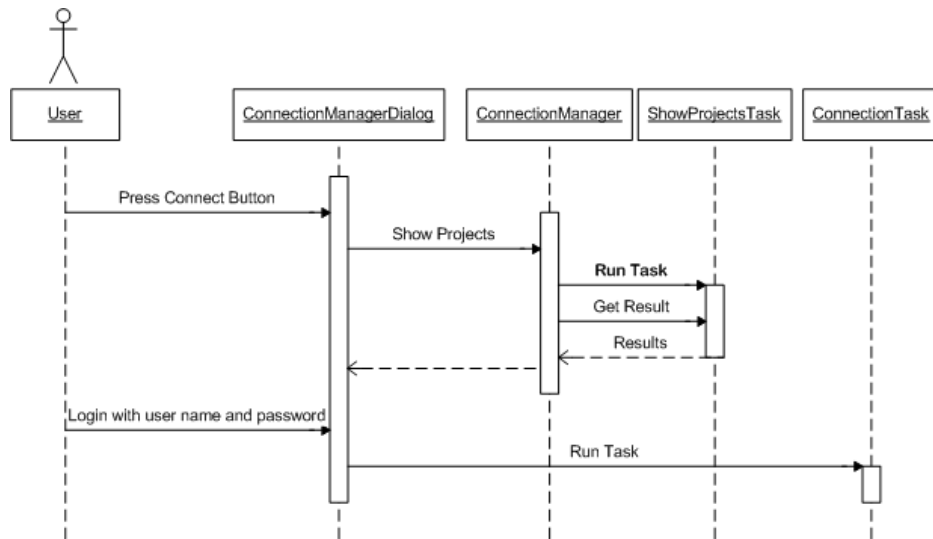 User
ConnectionManagerDialog
ConnectionManager
ShowProjectsTask
ConnectionTask
Press Connect Button
Show Projects
Run Task
Get Result
Results
Login with user name and password
Run Task